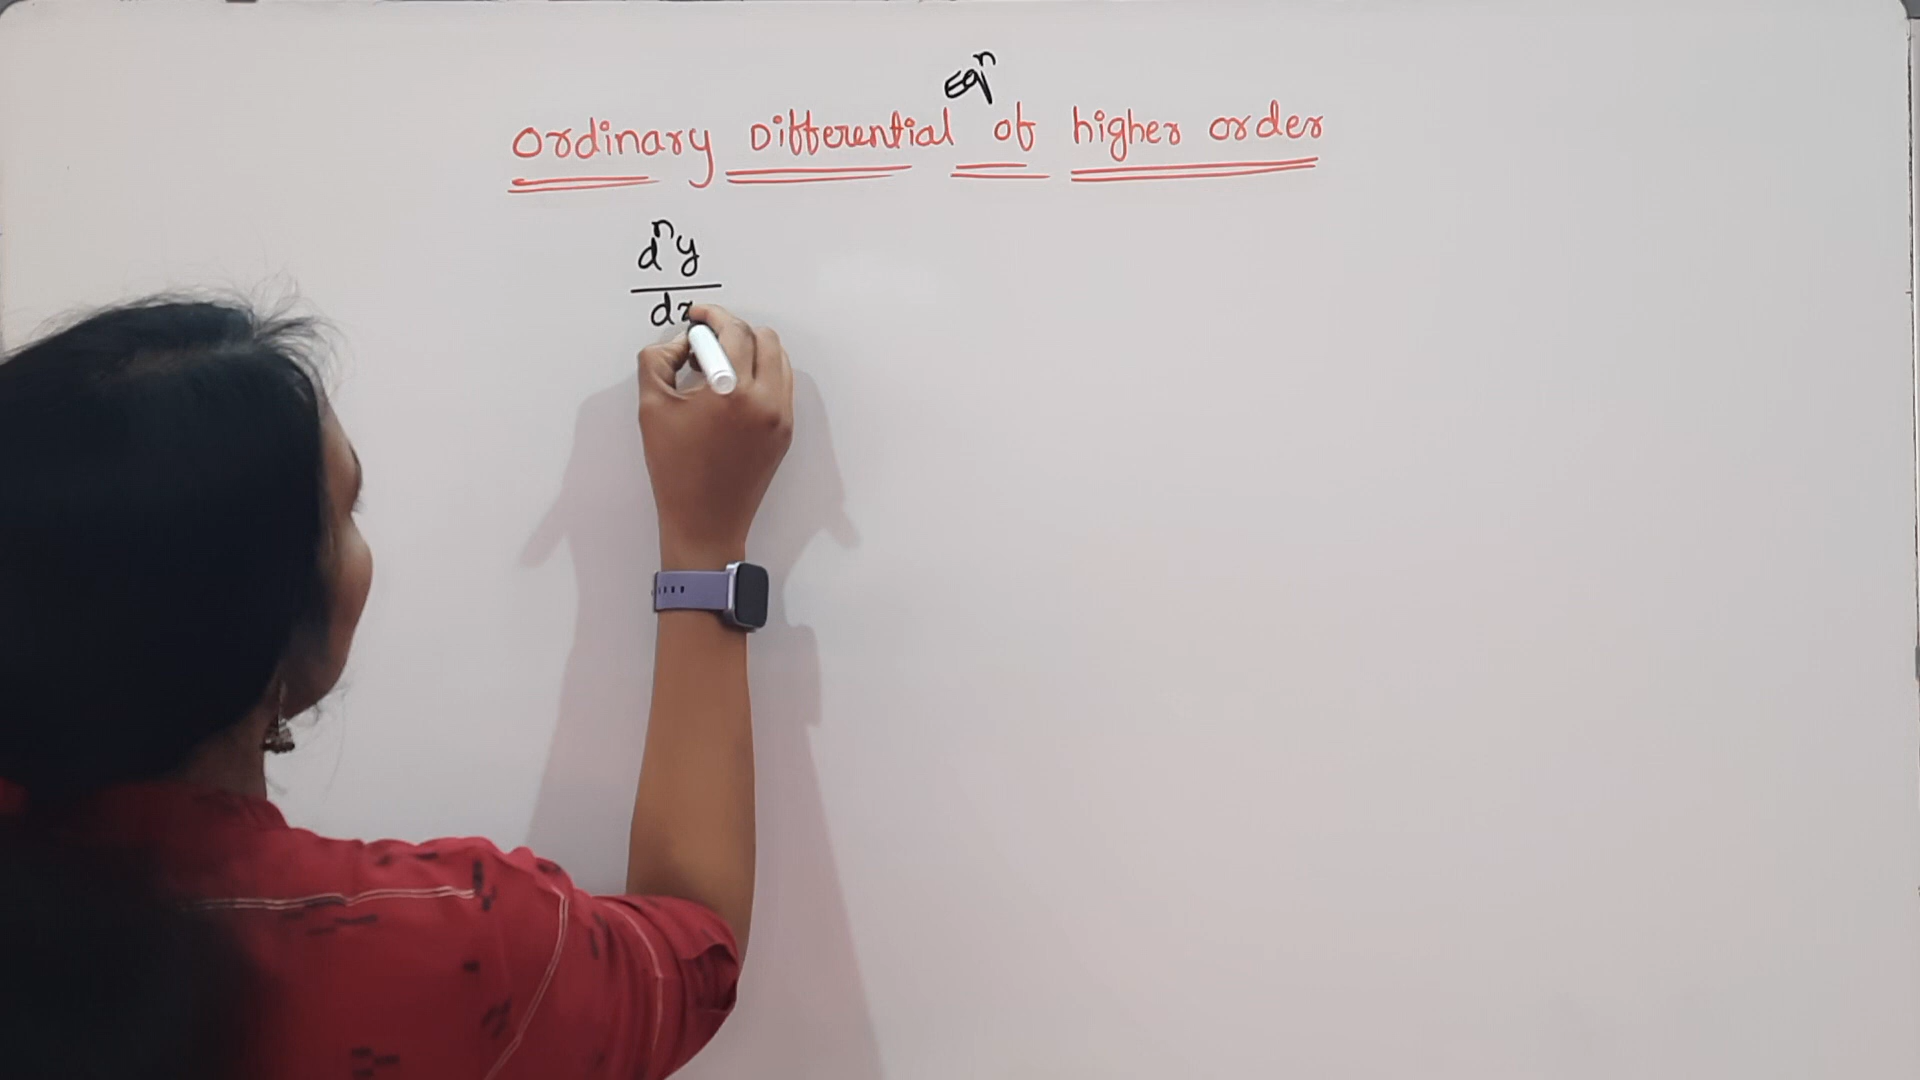 Eqⁿ
Ordinary Differential of higher order
dⁿy
dx